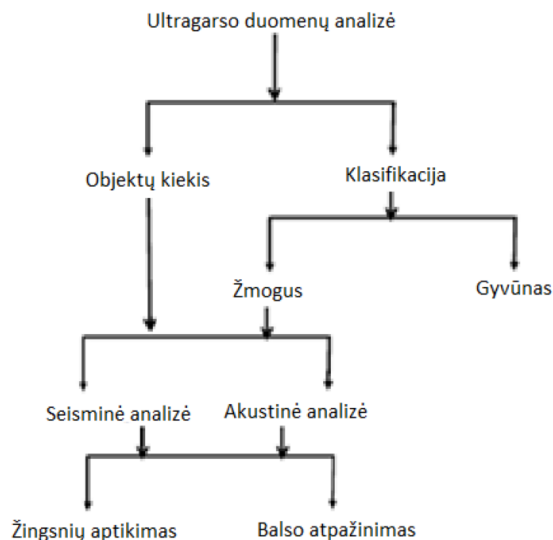 Ultragarso duomenų analizė
Objektų kiekis
Klasifikacija
Žmogus
Gyvūnas
Seisminė analizė
Akustinė analizė
Žingsnių aptikimas
Balso atpažinimas